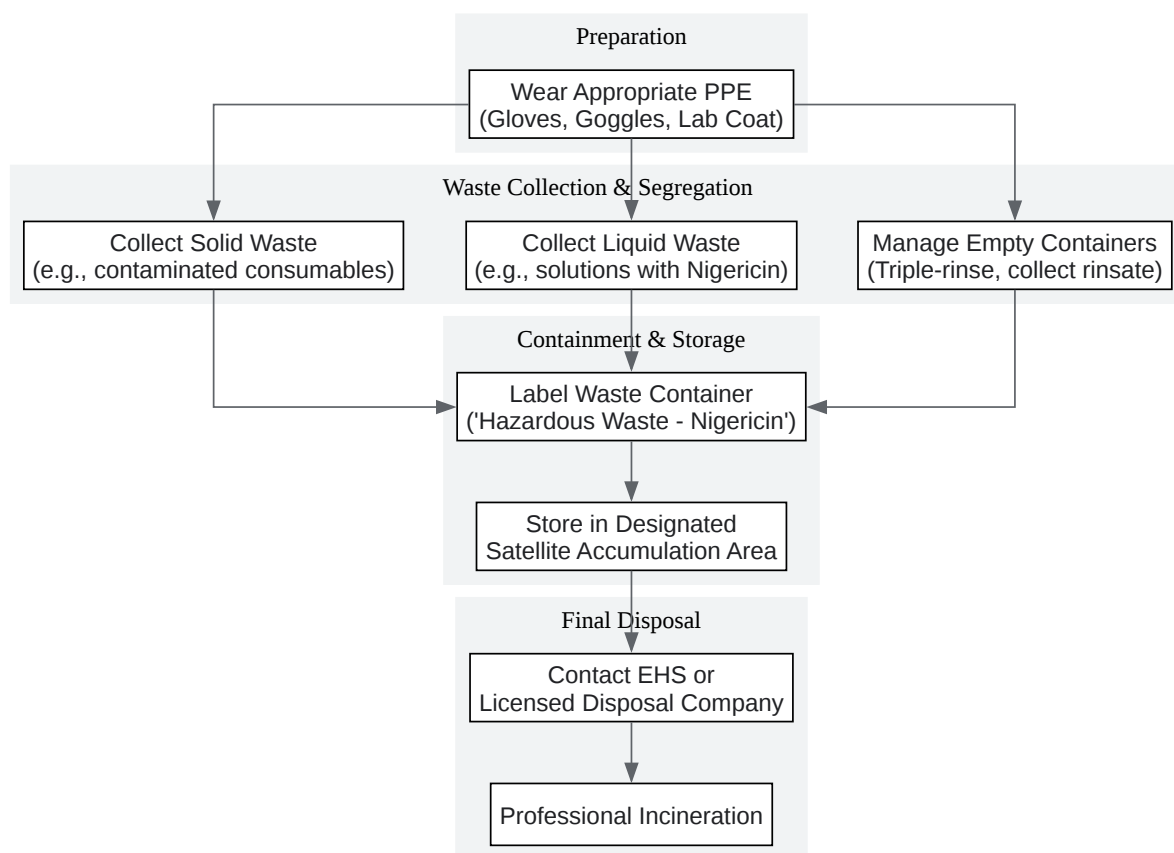 Preparation
Wear Appropriate PPE
(Gloves, Goggles, Lab Coat)
Waste Collection & Segregation
Collect Solid Waste
(e.g., contaminated consumables)
Collect Liquid Waste
(e.g., solutions with Nigericin)
Manage Empty Containers
(Triple-rinse, collect rinsate)
Containment & Storage
Label Waste Container
('Hazardous Waste - Nigericin')
Store in Designated
Satellite Accumulation Area
Final Disposal
Contact EHS or
Licensed Disposal Company
Professional Incineration